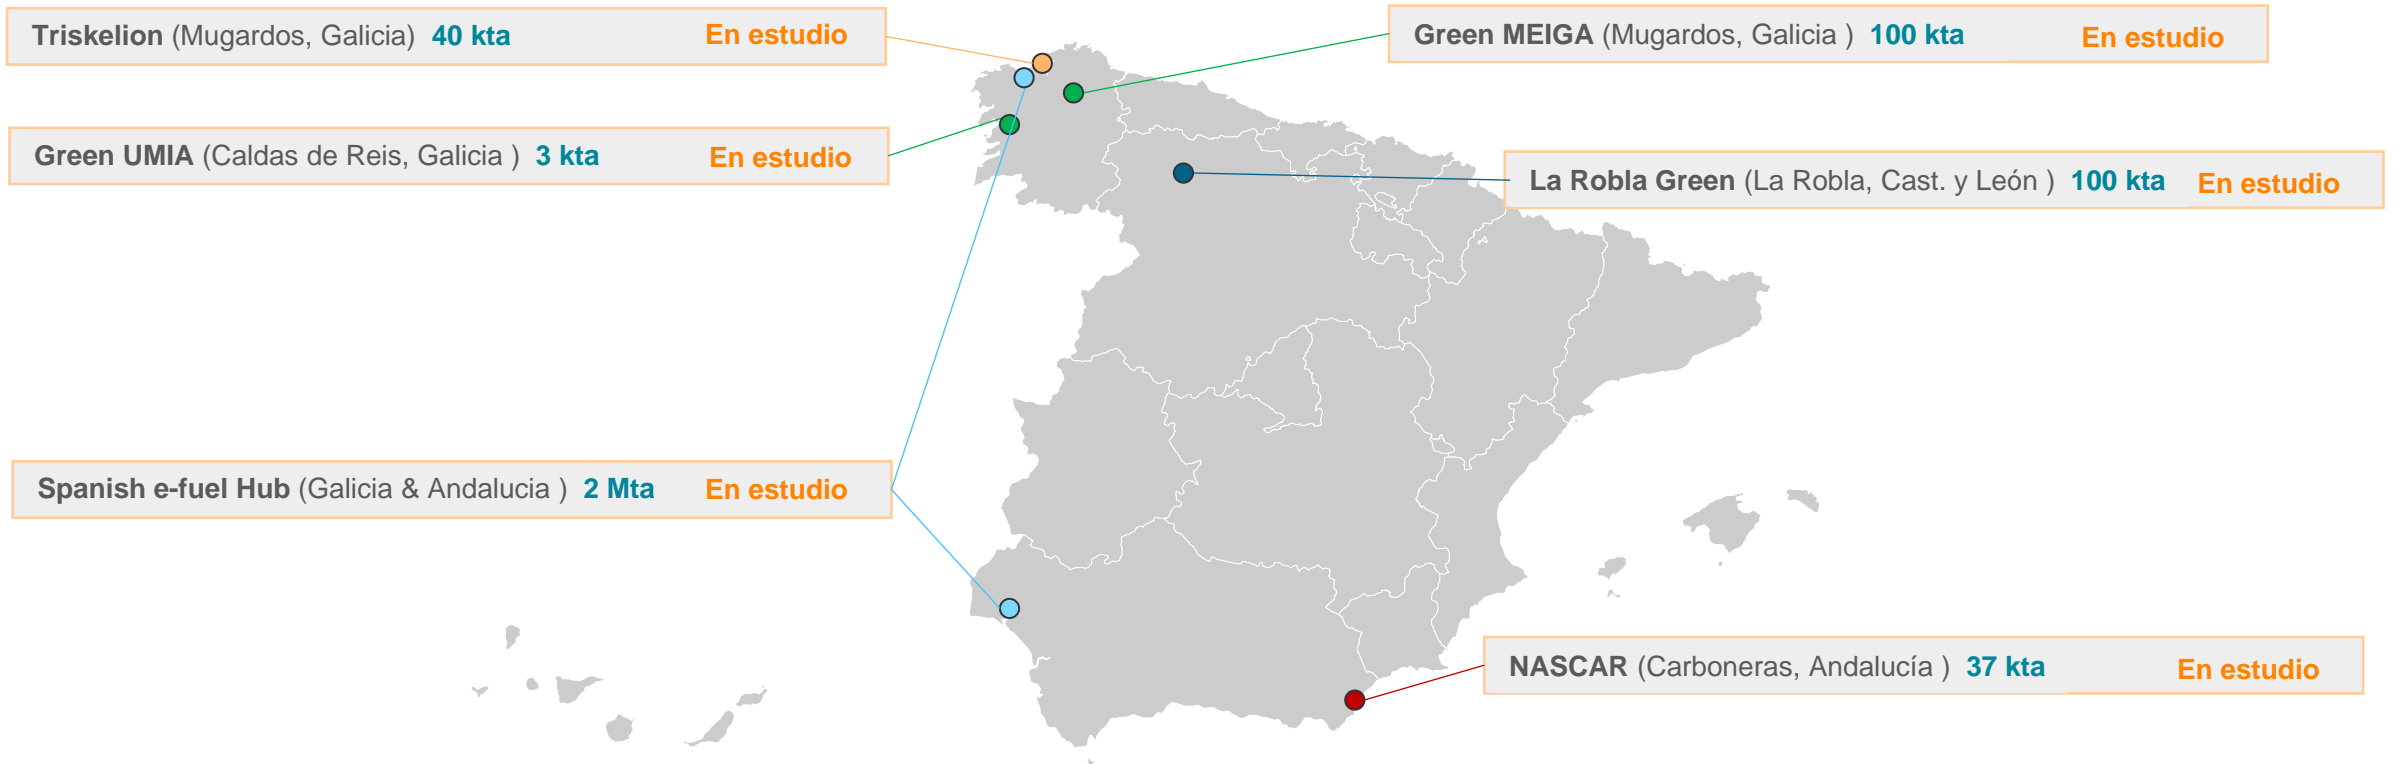 Triskelion (Mugardos, Galicia) 40 kta En estudio
Green MEIGA (Mugardos, Galicia ) 100 kta En estudio
Green UMIA (Caldas de Reis, Galicia ) 3 kta En estudio
La Robla Green (La Robla, Cast. y León ) 100 kta En estudio
Spanish e-fuel Hub (Galicia & Andalucia ) 2 Mta En estudio
NASCAR (Carboneras, Andalucía ) 37 kta En estudio